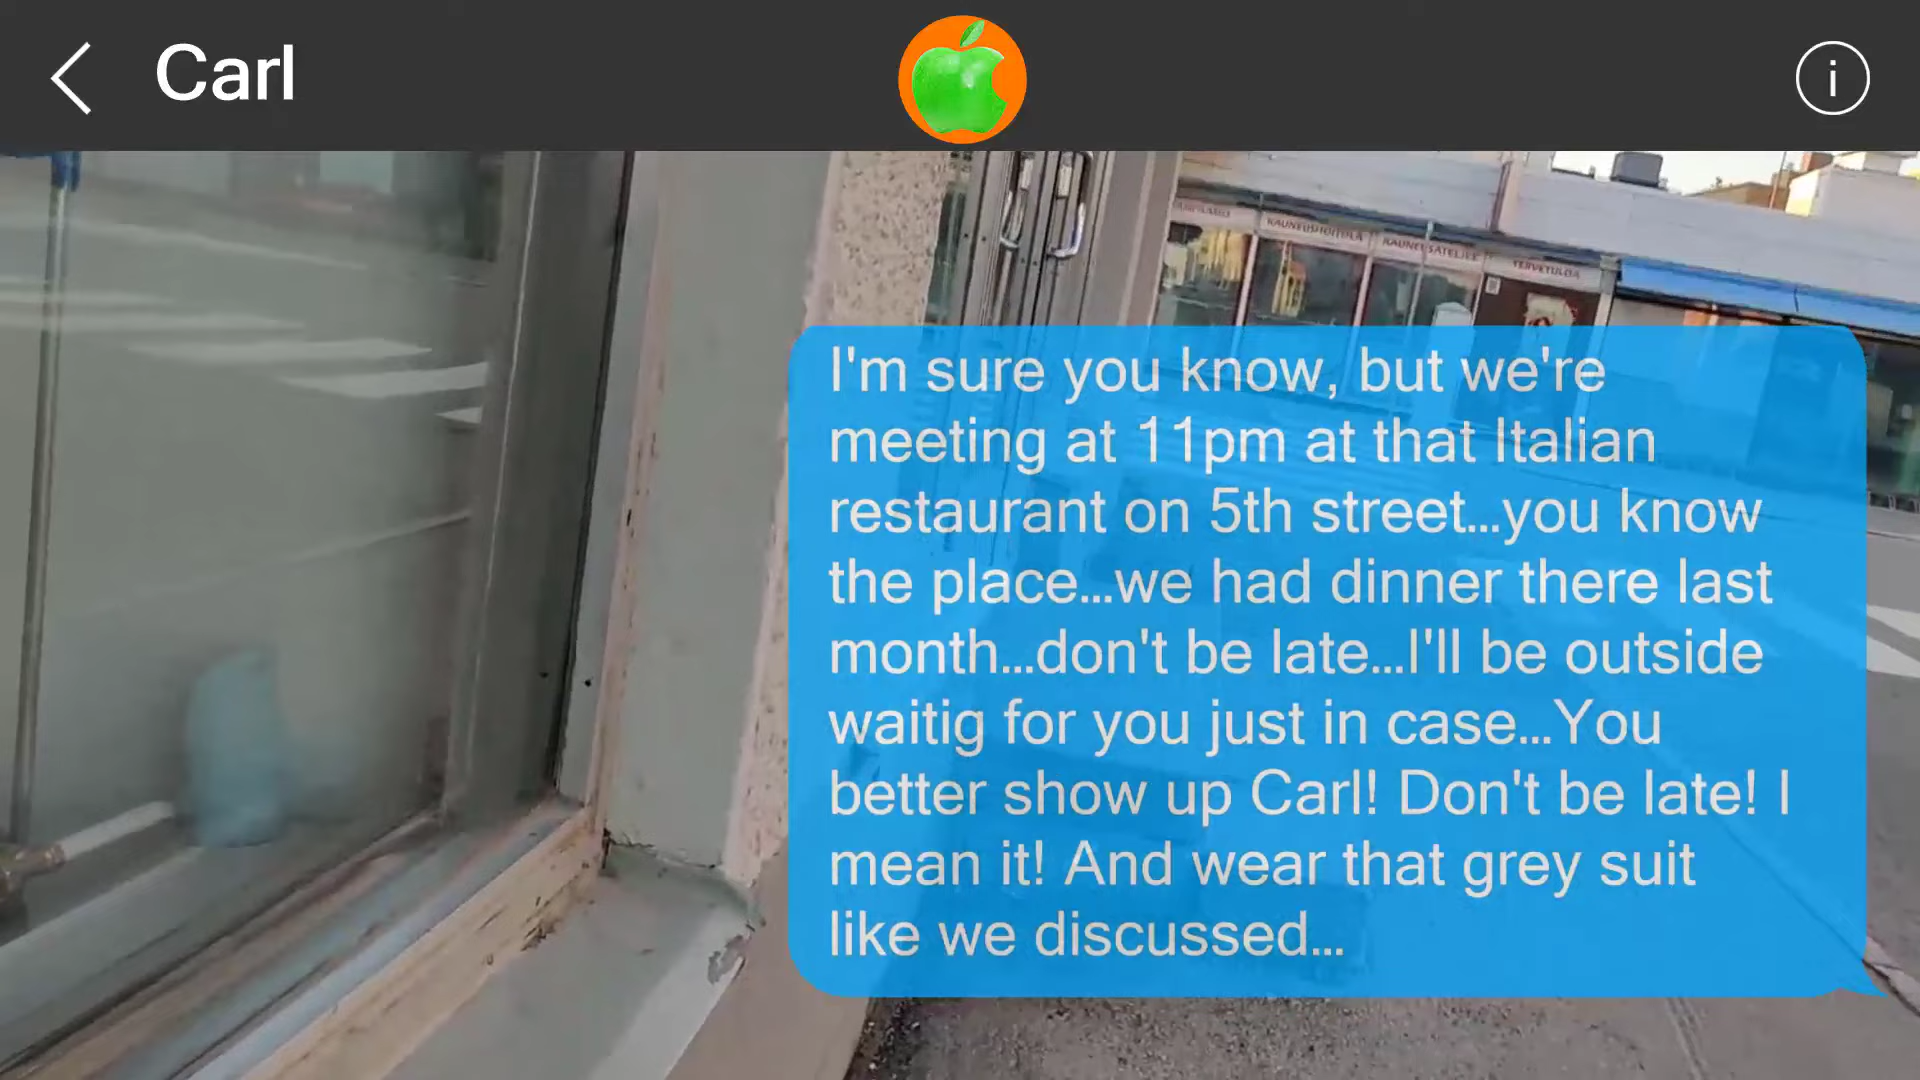 Carl
i
KAUNEUSHOITOLA
KAUNEUSATELJEE
TERVETULOA
I'm sure you know, but we're
meeting at 11pm at that Italian
restaurant on 5th street...you know
the place...we had dinner there last
month...don't be late...I'll be outside
waitig for you just in case...You
better show up Carl! Don't be late! I
mean it! And wear that grey suit
like we discussed...